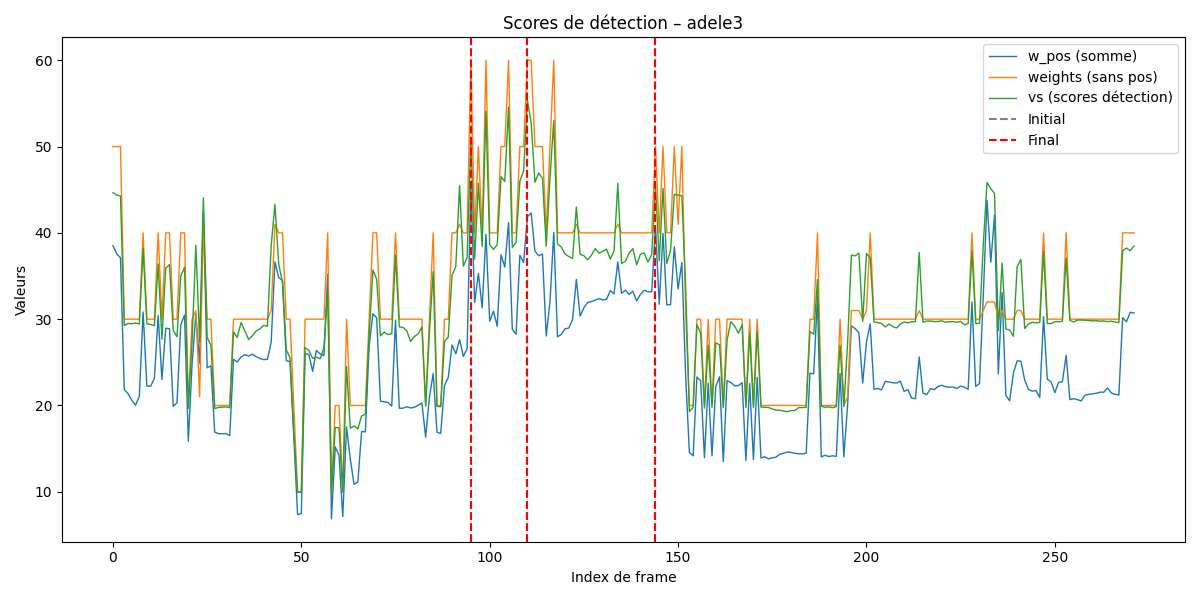 Scores de détection – adele3
w_pos (somme)
weights (sans pos)
vs (scores détection)
Initial
Final
Valeurs
60
50
40
30
20
10
0
50
100
150
200
250
Index de frame